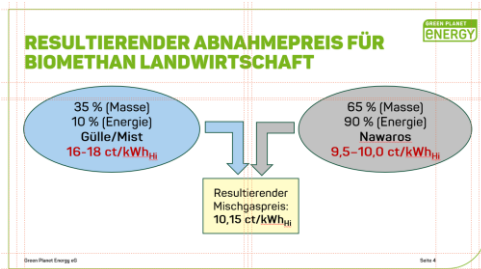 GREEN PLANET
ENERGY
RESULTIERENDER ABNAHMEPREIS FÜR
BIOMETHAN LANDWIRTSCHAFT
35 % (Masse)
10 % (Energie)
Gülle/Mist
16-18 ct/kWhHi
65 % (Masse)
90 % (Energie)
Nawaros
9,5–10,0 ct/kWhHi
Resultierender
Mischgaspreis:
10,15 ct/kWhHi
Green Planet Energy eG
Seite 4